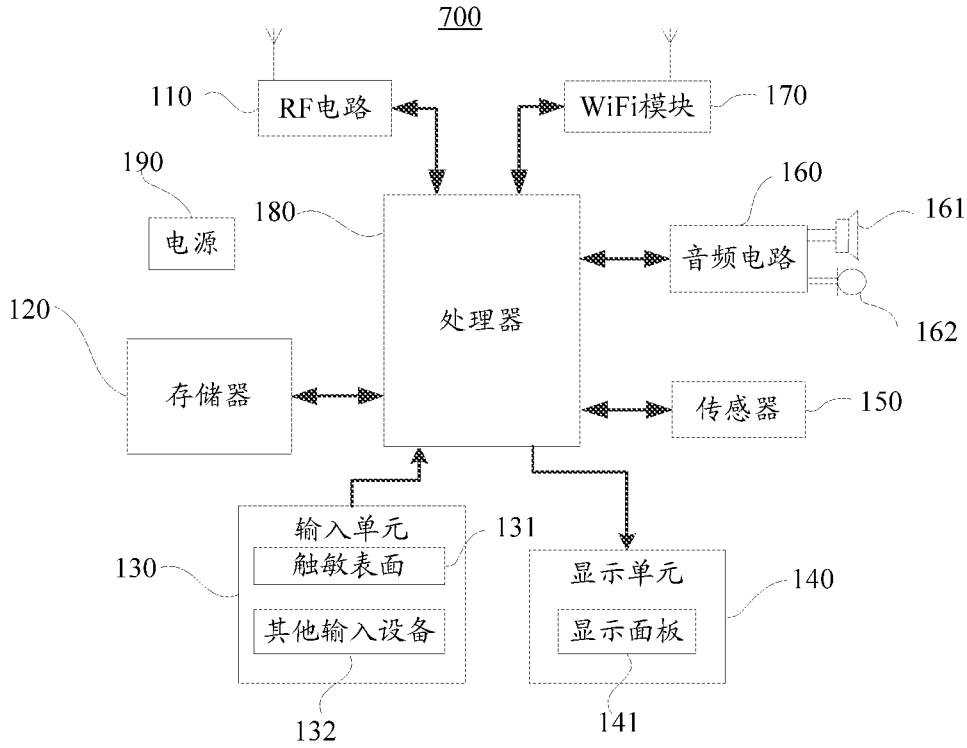 700
110
RF电路
WiFi模块
170
190
180
160
161
电源
音频电路
162
120
处理器
存储器
传感器
150
输入单元
131
130
触敏表面
显示单元
140
其他输入设备
显示面板
132
141